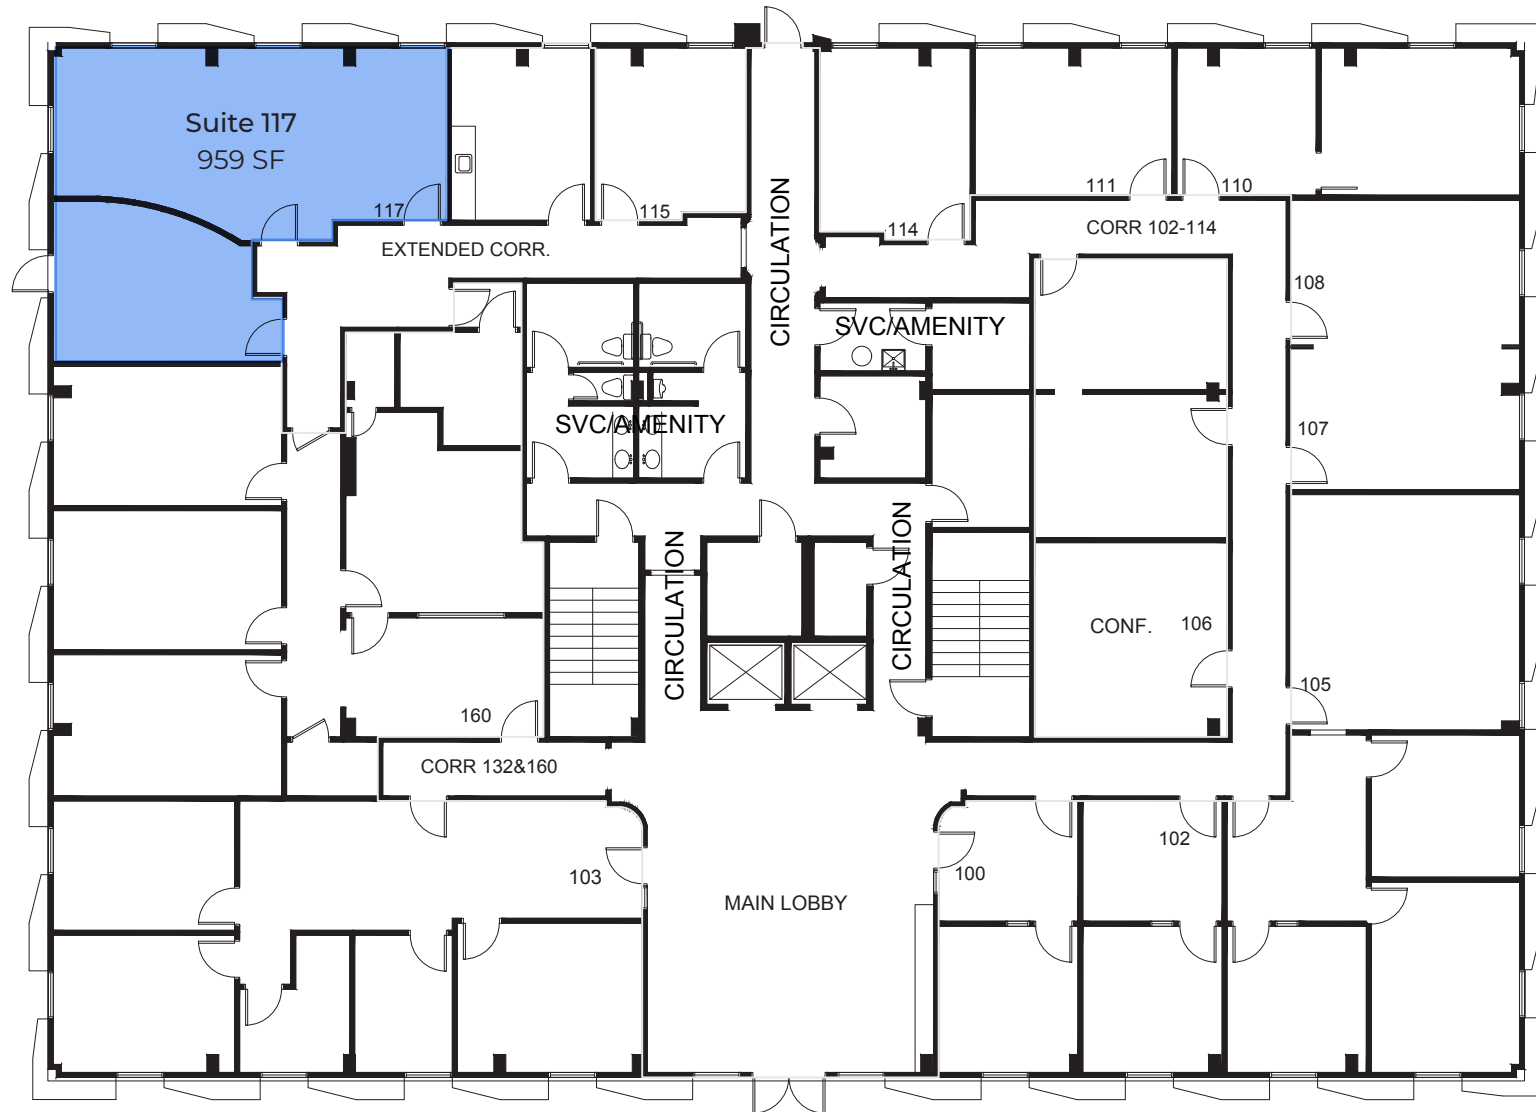 Suite 117
959 SF
117
115
EXTENDED CORR.
CIRCULATION
114
111
110
CORR 102-114
108
SVC/AMENITY
SVC/AMENITY
107
CIRCULATION
CIRCULATION
CONF.
106
105
160
CORR 132&160
103
MAIN LOBBY
100
102